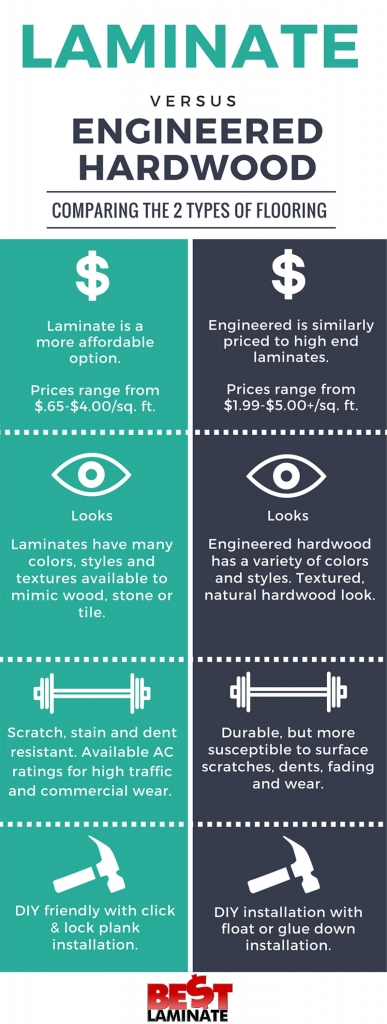 LAMINATE
VERSUS
ENGINEERED
HARDWOOD
COMPARING THE 2 TYPES OF FLOORING
$
Laminate is a
more affordable
option.
Prices range from
$.65-$4.00/sq. ft.
$
Engineered is similarly
priced to high end
laminates.
Prices range from
$1.99-$5.00+/sq. ft.
Looks
Laminates have many
colors, styles and
textures available to
mimic wood, stone or
tile.
Looks
Engineered hardwood
has a variety of colors
and styles. Textured,
natural hardwood look.
Scratch, stain and dent
resistant. Available AC
ratings for high traffic
and commercial wear.
Durable, but more
susceptible to surface
scratches, dents, fading
and wear.
DIY friendly with click
& lock plank
installation.
DIY installation with
float or glue down
installation.
BE$T
LAMINATE